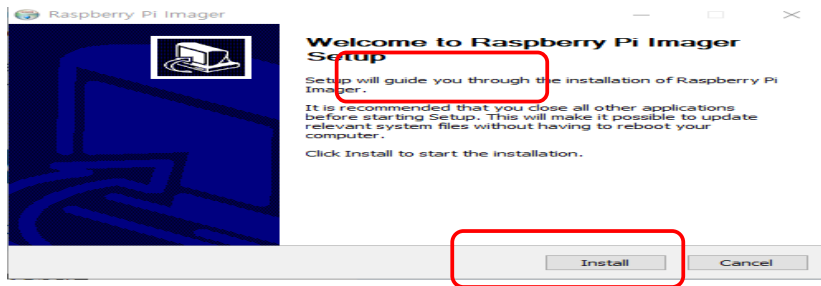 Raspberry Pi Imager
Welcome to Raspberry Pi Imager
Setup
Setup will guide you through the installation of Raspberry Pi
Imager.
It is recommended that you close all other applications
before starting Setup. This will make it possible to update
relevant system files without having to reboot your
computer.
Click Install to start the installation.
Install Cancel